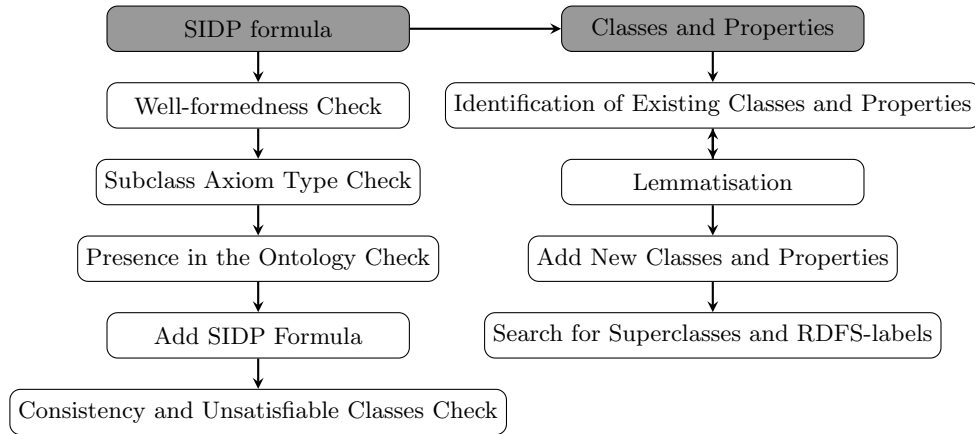 SIDP formula
Classes and Properties
Well-formedness Check
Identification of Existing Classes and Properties
Subclass Axiom Type Check
Lemmatisation
Presence in the Ontology Check
Add New Classes and Properties
Add SIDP Formula
Search for Superclasses and RDFS-labels
Consistency and Unsatisfiable Classes Check